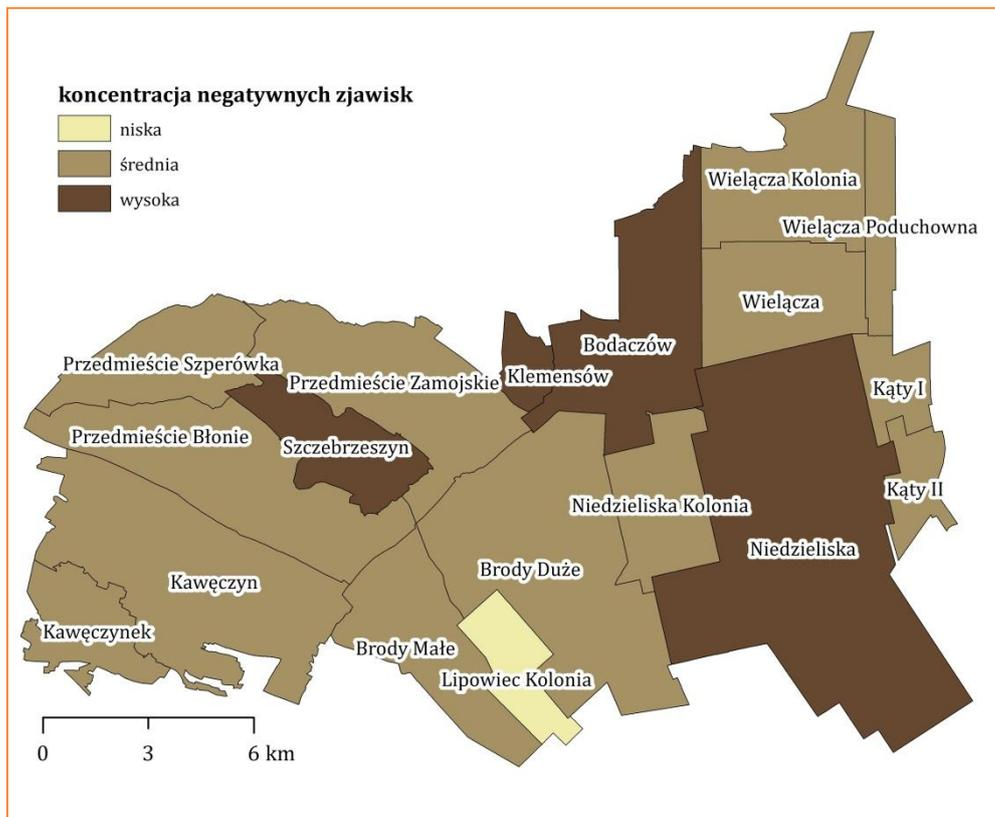 koncentracja negatywnych zjawisk
niska
średnia
wysoka
Wielącza Kolonia
Wielącza Poduchowna
Wielącza
Bodaczów
Klemensów
Przedmieście Szperówka
Przedmieście Zamojskie
Kąty I
Przedmieście Błonie
Szczebrzeszyn
Kąty II
Niedzieliska Kolonia
Niedzieliska
Brody Duże
Kawęczyn
Kawęczynek
Brody Małe
Lipowiec Kolonia
0 3 6 km